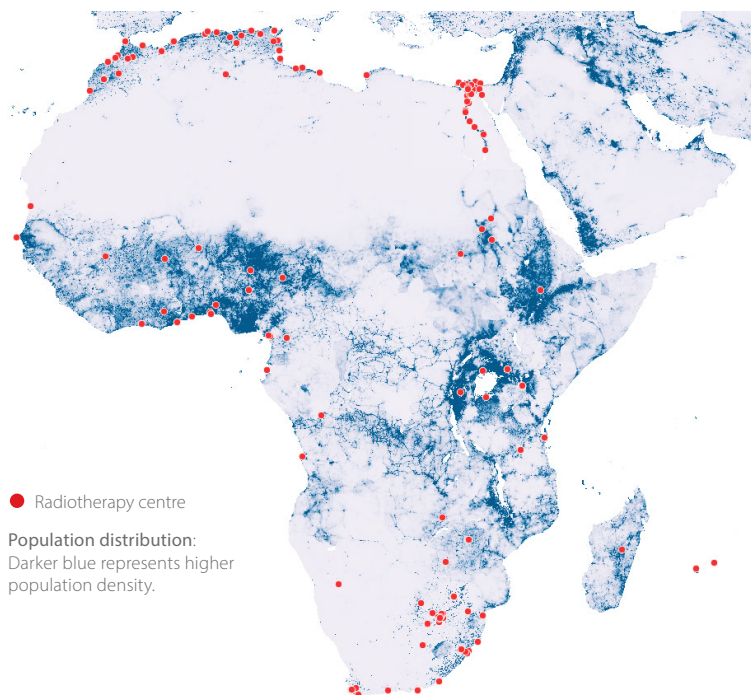 Radiotherapy centre
Population distribution:
Darker blue represents higher
population density.